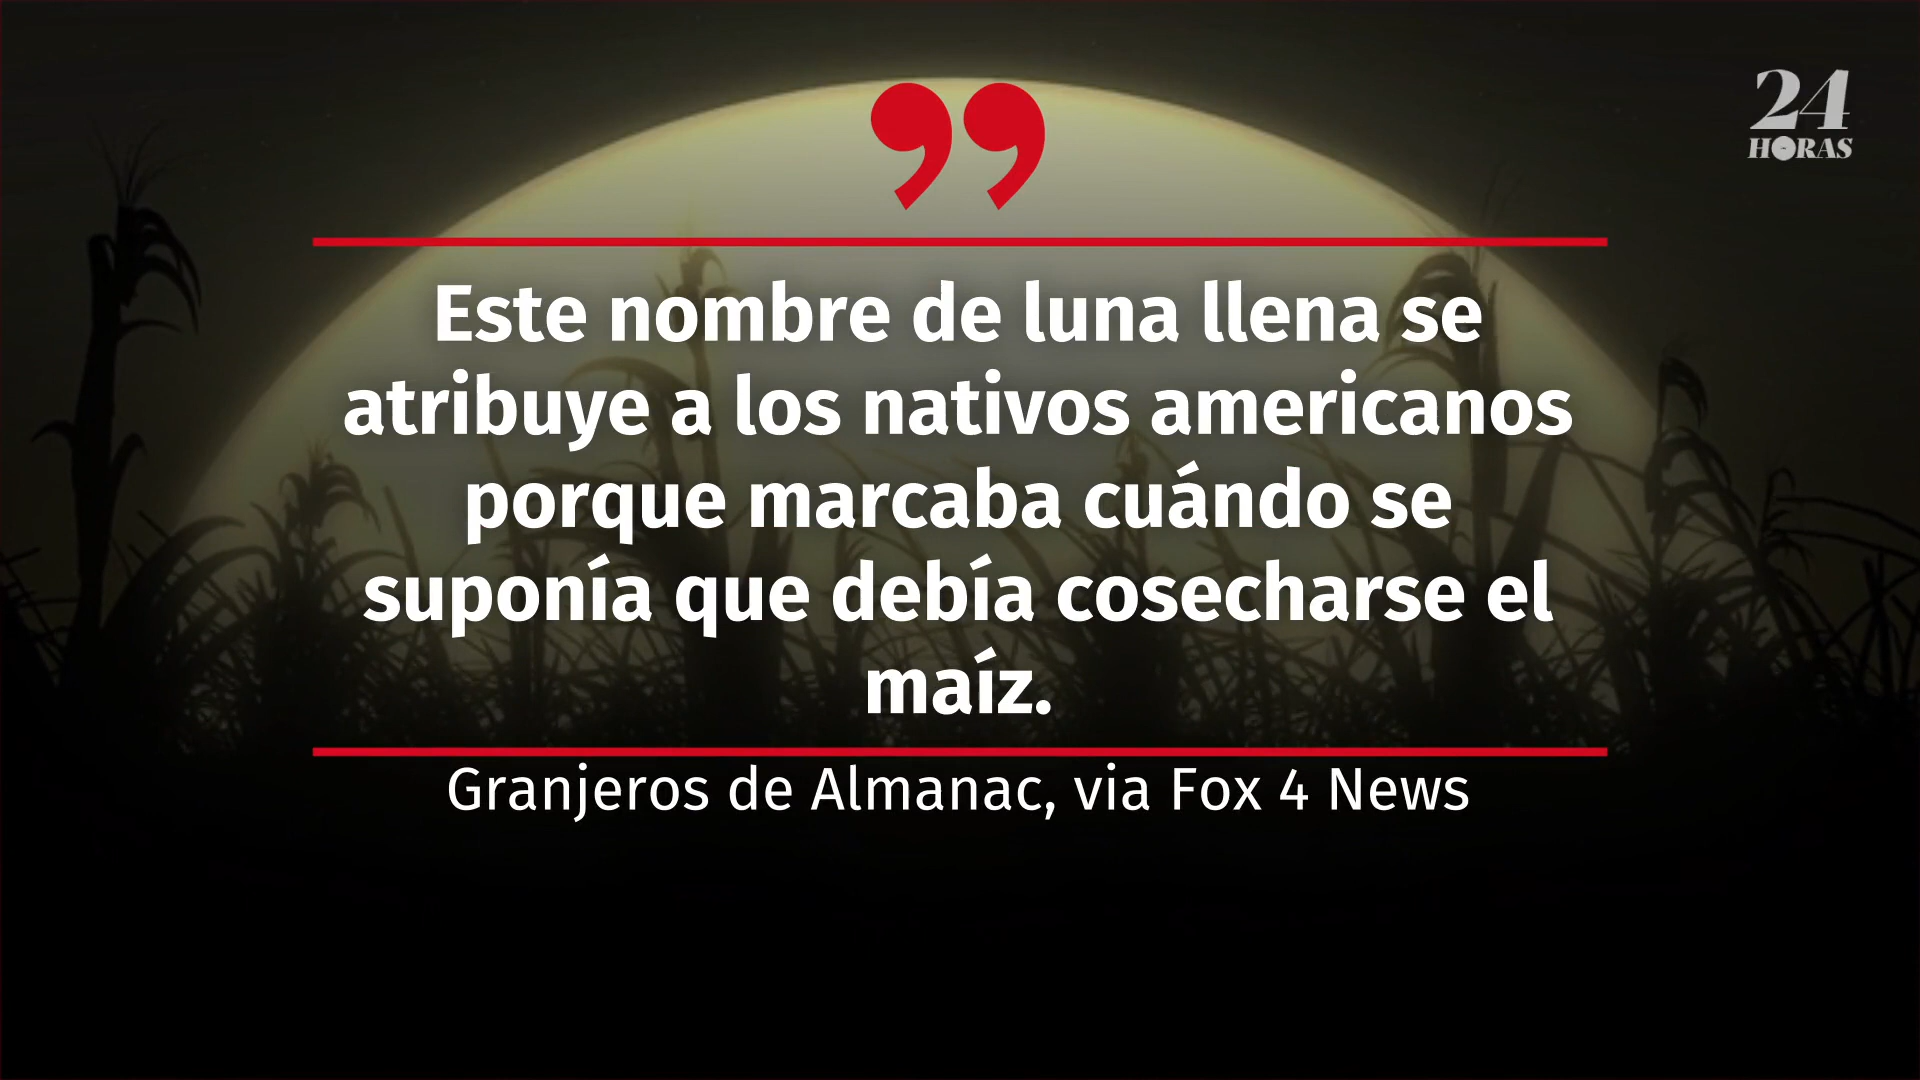 24
HORAS
”
Este nombre de luna llena se
atribuye a los nativos americanos
porque marcaba cuándo se
suponía que debía cosecharse el
maíz.
Granjeros de Almanac, via Fox 4 News